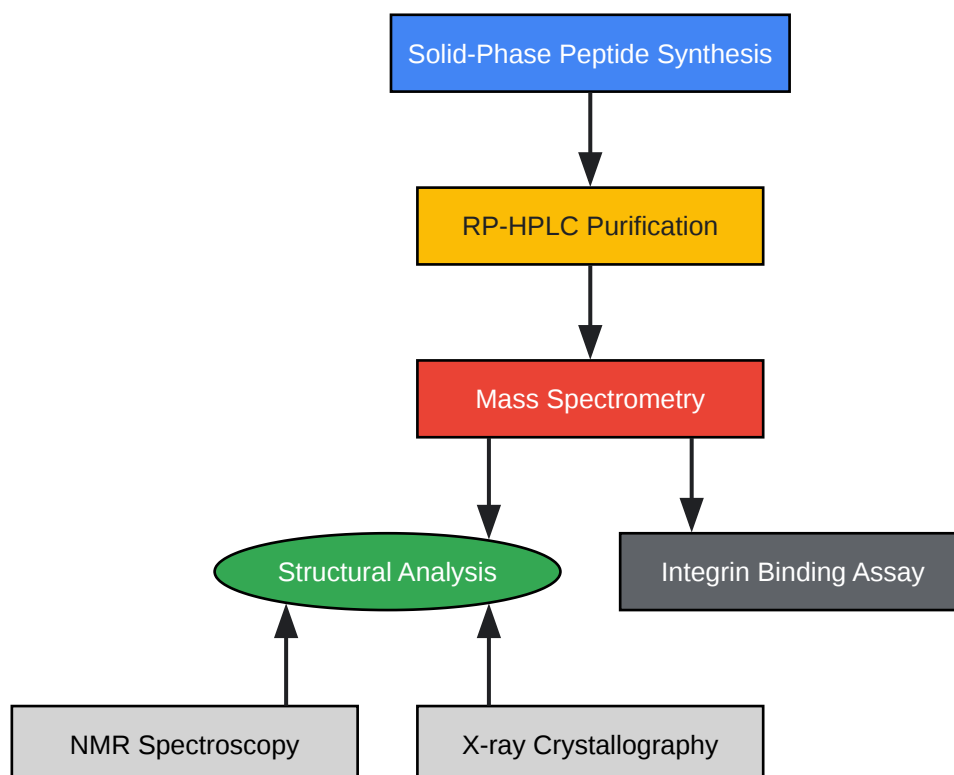 Solid-Phase Peptide Synthesis
RP-HPLC Purification
Mass Spectrometry
Structural Analysis
Integrin Binding Assay
NMR Spectroscopy
X-ray Crystallography